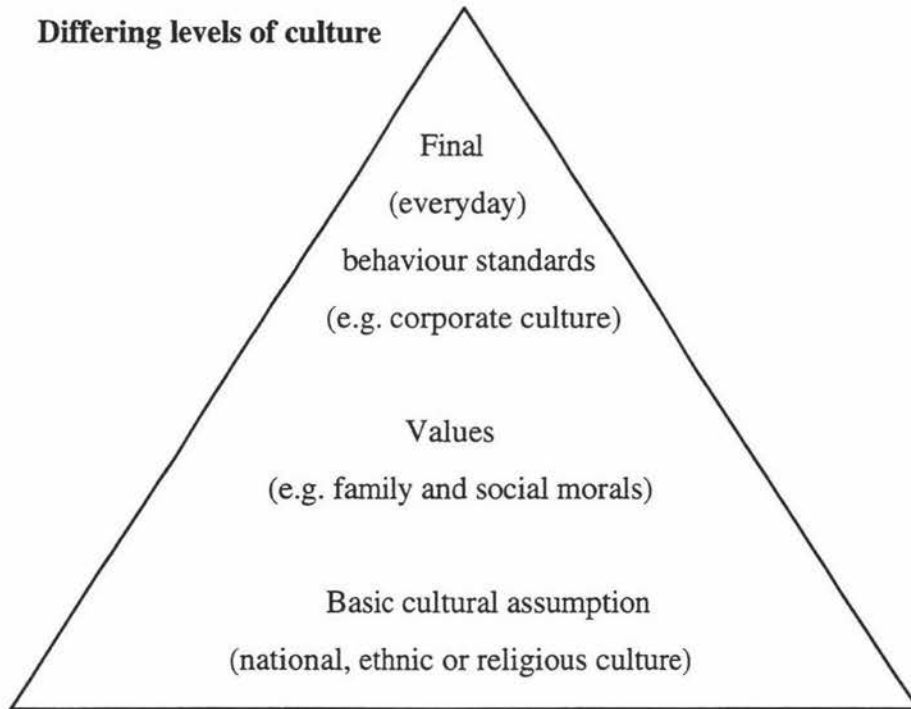 Differing levels of culture
Final
(everyday)
behaviour standards
(e.g. corporate culture)
Values
(e.g. family and social morals)
Basic cultural assumption
(national, ethnic or religious culture)